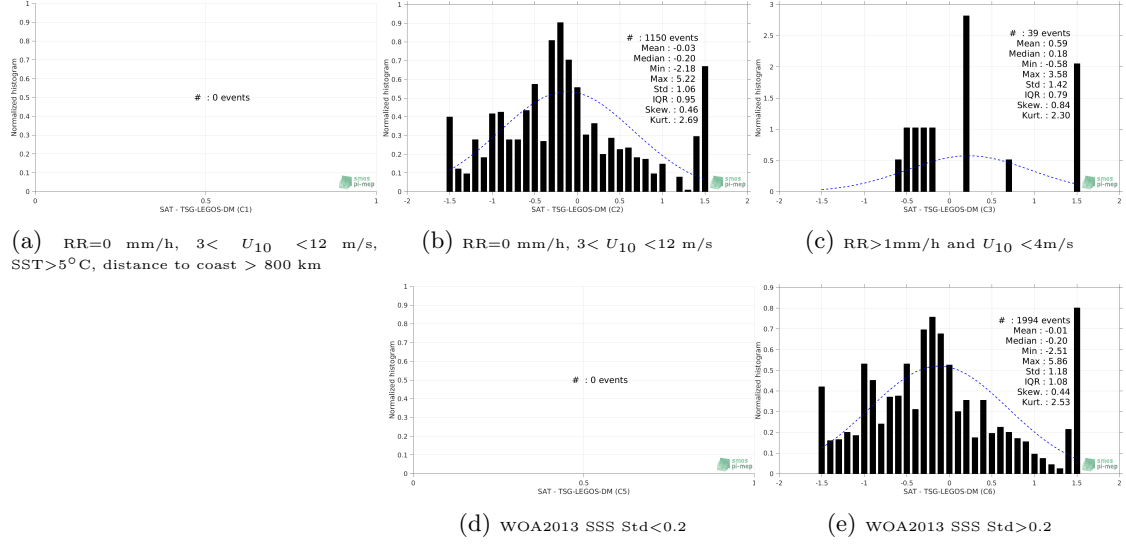 1
0.9
0.8
0.7
0.6
0.5
0.4
0.3
0.2
0.1
0
Normalized histogram
# : 0 events
smos
pi-mep
0 0.5 1
SAT - TSG-LEGOS-DM (C1)
(a) RR=0 mm/h, 3< U10 <12 m/s,
SST>5°C, distance to coast > 800 km
1
0.9
0.8
0.7
0.6
0.5
0.4
0.3
0.2
0.1
0
Normalized histogram
# : 1150 events
Mean : -0.03
Median : -0.20
Min : -2.18
Max : 5.22
Std : 1.06
IQR : 0.95
Skew. : 0.46
Kurt. : 2.69
smos
pi-mep
-2 -1.5 -1 -0.5 0 0.5 1 1.5 2
SAT - TSG-LEGOS-DM (C2)
(b) RR=0 mm/h, 3< U10 <12 m/s
3
2.5
2
1.5
1
0.5
0
Normalized histogram
# : 39 events
Mean : 0.59
Median : 0.18
Min : -0.58
Max : 3.58
Std : 1.42
IQR : 0.79
Skew. : 0.84
Kurt. : 2.30
smos
pi-mep
-2 -1.5 -1 -0.5 0 0.5 1 1.5 2
SAT - TSG-LEGOS-DM (C3)
(c) RR>1mm/h and U10 <4m/s
1
0.9
0.8
0.7
0.6
0.5
0.4
0.3
0.2
0.1
0
Normalized histogram
# : 0 events
smos
pi-mep
0 0.5 1
SAT - TSG-LEGOS-DM (C5)
(d) WOA2013 SSS Std<0.2
0.9
0.8
0.7
0.6
0.5
0.4
0.3
0.2
0.1
0
Normalized histogram
# : 1994 events
Mean : -0.01
Median : -0.20
Min : -2.51
Max : 5.86
Std : 1.18
IQR : 1.08
Skew. : 0.44
Kurt. : 2.53
smos
pi-mep
-2 -1.5 -1 -0.5 0 0.5 1 1.5 2
SAT - TSG-LEGOS-DM (C6)
(e) WOA2013 SSS Std>0.2